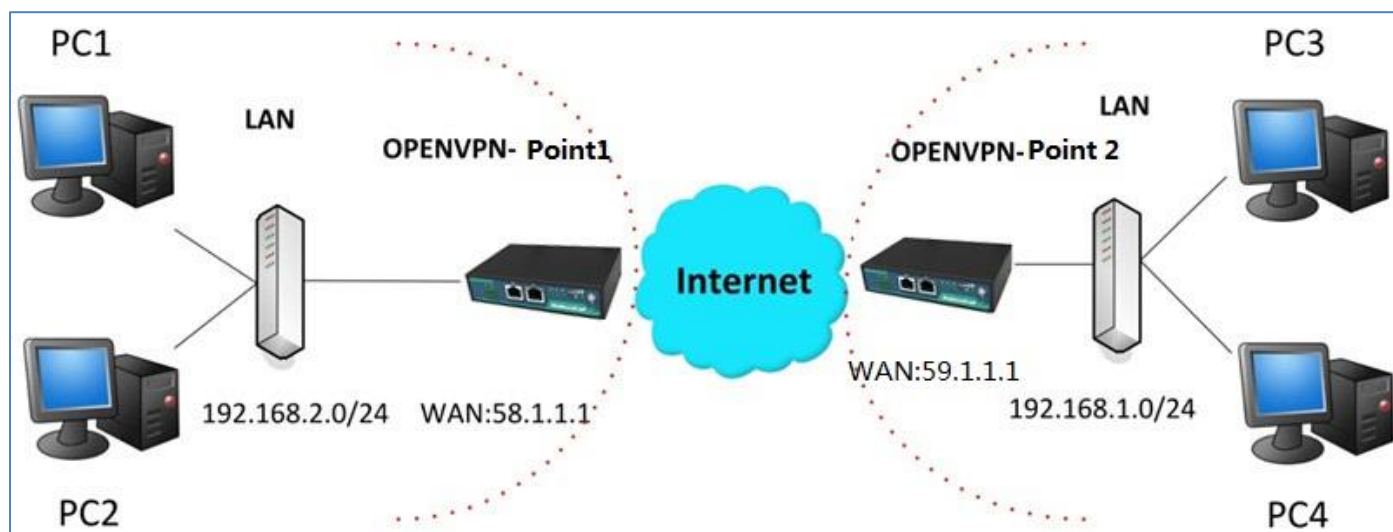 PC1
PC3
LAN
LAN
OPENVPN- Point1
OPENVPN-Point 2
Internet
WAN:59.1.1.1
192.168.2.0/24
WAN:58.1.1.1
192.168.1.0/24
PC2
PC4